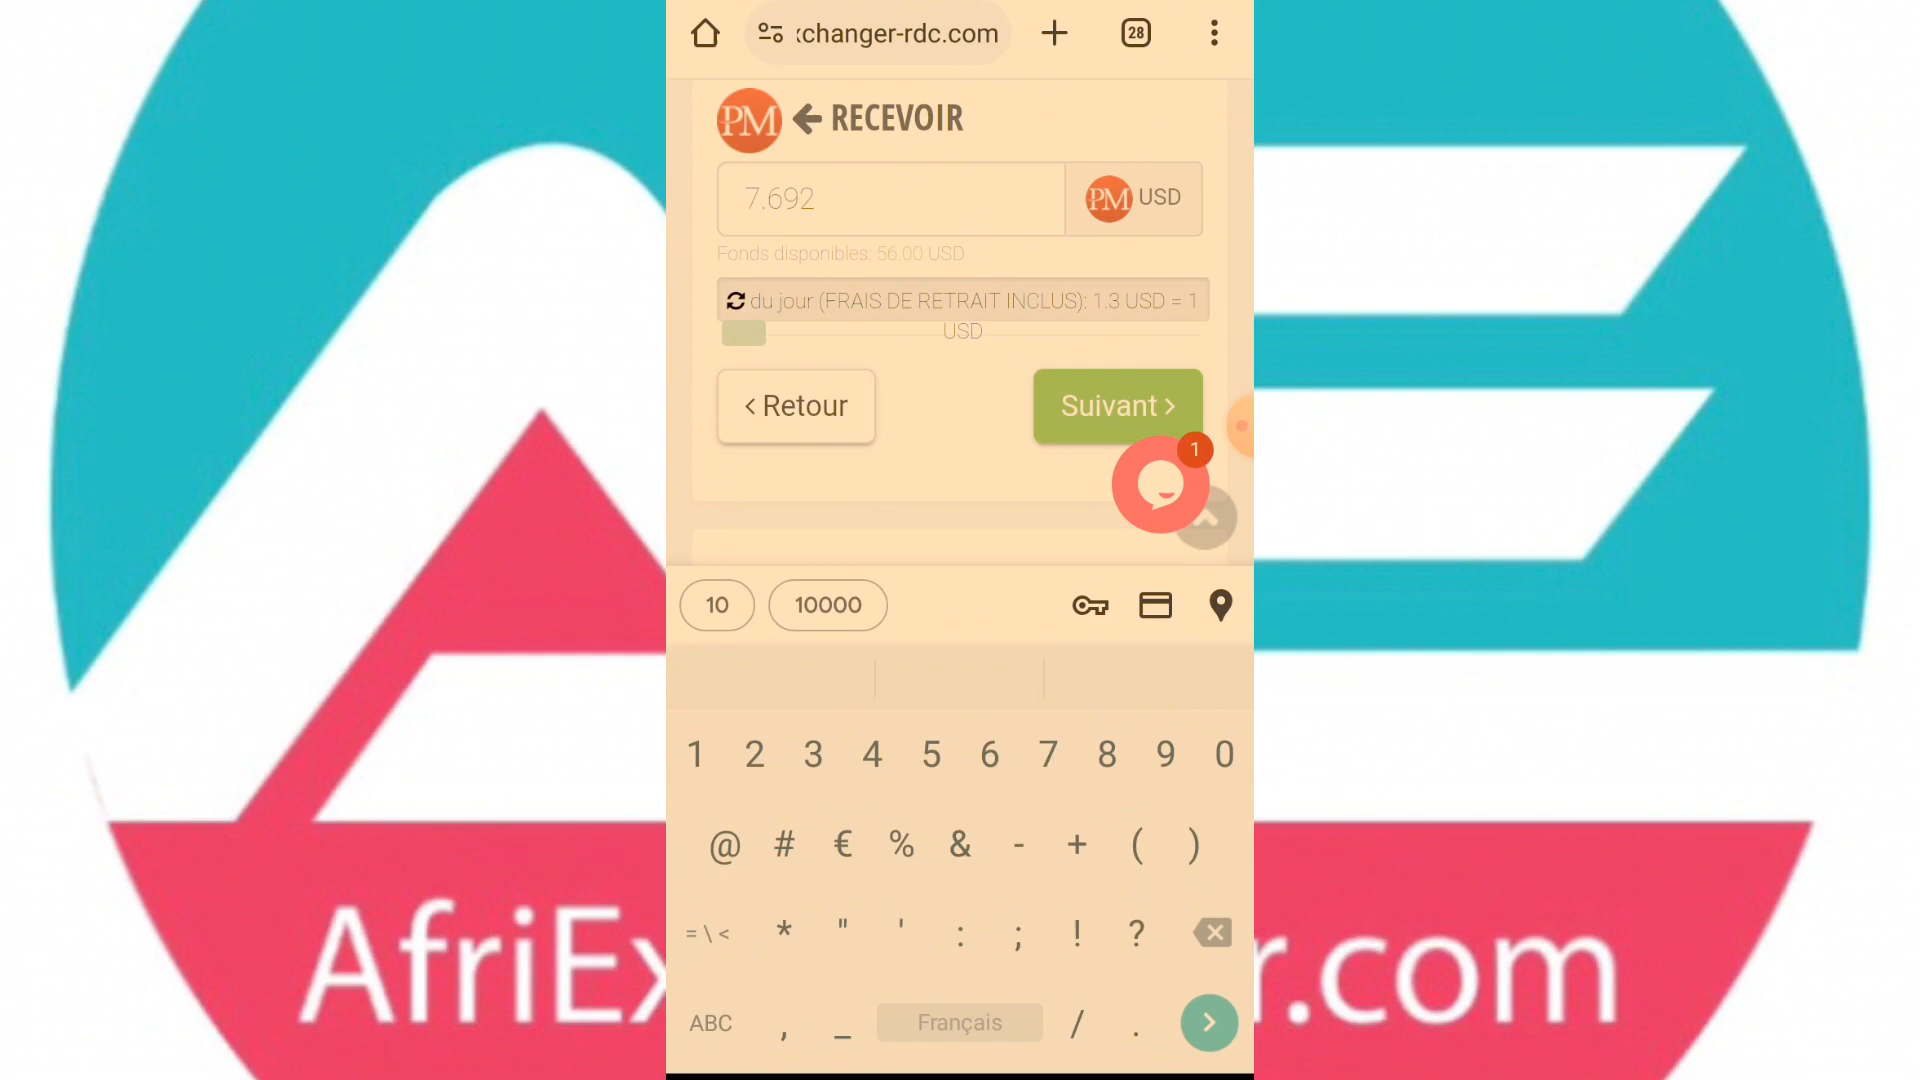 xchanger-rdc.com
28
PM
RECEVOIR
7.692
PM USD
Fonds disponibles: 56.00 USD
du jour (FRAIS DE RETRAIT INCLUS): 1.3 USD = 1
USD
Retour
Suivant
1
10
10000
1 2 3 4 5 6 7 8 9 0
@ # € % & - + ( )
= \ < * " ' : ; ! ?
ABC , _ Français / .
AfriEx
r.com